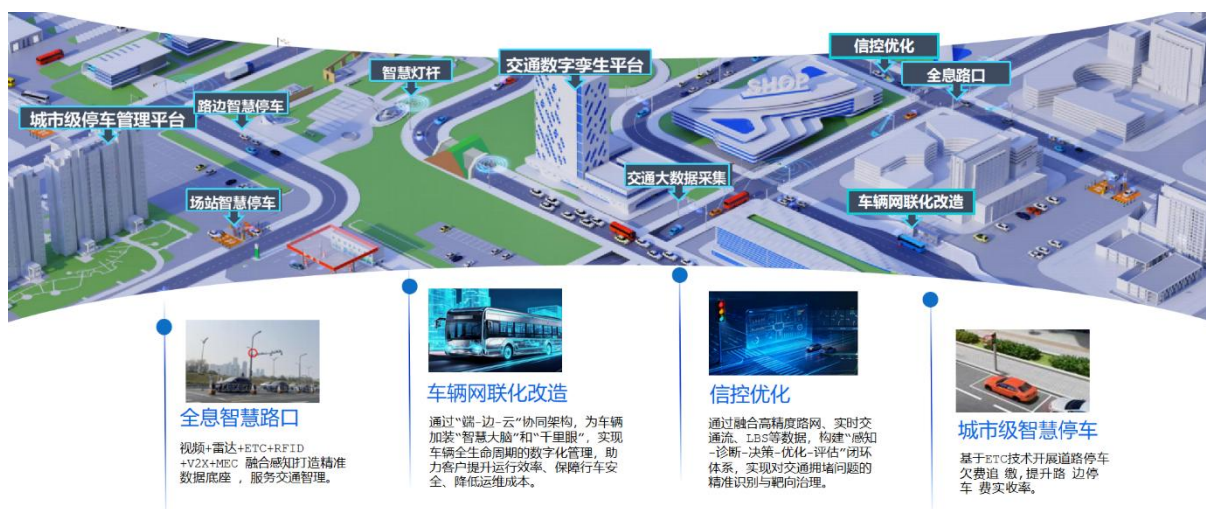 信控优化
交通数字孪生平台
智慧灯杆
全息路口
SHOP
路边智慧停车
城市级停车管理平台
交通大数据采集
场站智慧停车
车辆网联化改造
全息智慧路口
视频+雷达+ETC+RFID
+V2X+MEC 融合感知打造精准
数据底座 ，服务交通智理。
车辆网联化改造
通过“端-边-云”协同架构，为车辆
加装“智慧大脑”和“千里眼”，实现
车辆全生命周期的数字化管理，助
力客户提升运行效率、保障行车安
全、降低运维成本。
信控优化
通过融合高精度路网、实时交
通流、LBS等数据，构建“感知
-诊断-决策-优化-评估”闭环
体系，实现对交通拥堵问题的
精准识别与靶向治理。
城市级智慧停车
基于ETC技术开展道路停车
欠费追 缴,提升路 边停
车 费实收率。